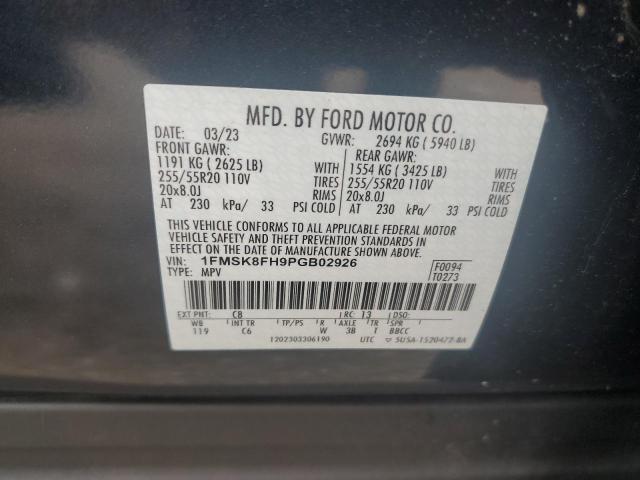 MFD. BY FORD MOTOR CO.
DATE: 03/23 GVWR: 2694 KG ( 5940 LB)
FRONT GAWR: REAR GAWR:
1191 KG ( 2625 LB) WITH 1554 KG ( 3425 LB) WITH
255/55R20 110V TIRES 255/55R20 110V TIRES
20x8.0J RIMS 20x8.0J RIMS
AT 230 kPa/ 33 PSI COLD AT 230 kPa/ 33 PSI COLD
THIS VEHICLE CONFORMS TO ALL APPLICABLE FEDERAL MOTOR
VEHICLE SAFETY AND THEFT PREVENTION STANDARDS IN
EFFECT ON THE DATE OF MANUFACTURE SHOWN ABOVE.
VIN: 1FMSK8FH9PGB02926 F0094
TYPE: MPV T0273
EXT PNT: C8 RC: 13 DSO:
WB INT TR TP/PS R AXLE TR SPR
119 C6 W 3B T BBCC
1202303306190 UTC 5USA-1520472-BA